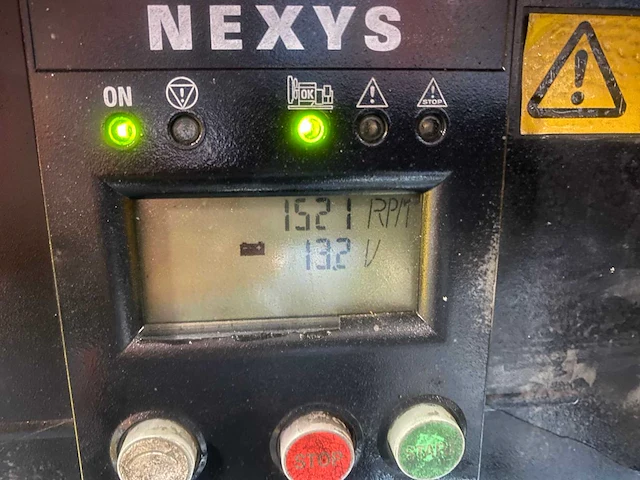 NEXYS
ON
OK
STOP
1521 RPM
13.2 V
STOP
START